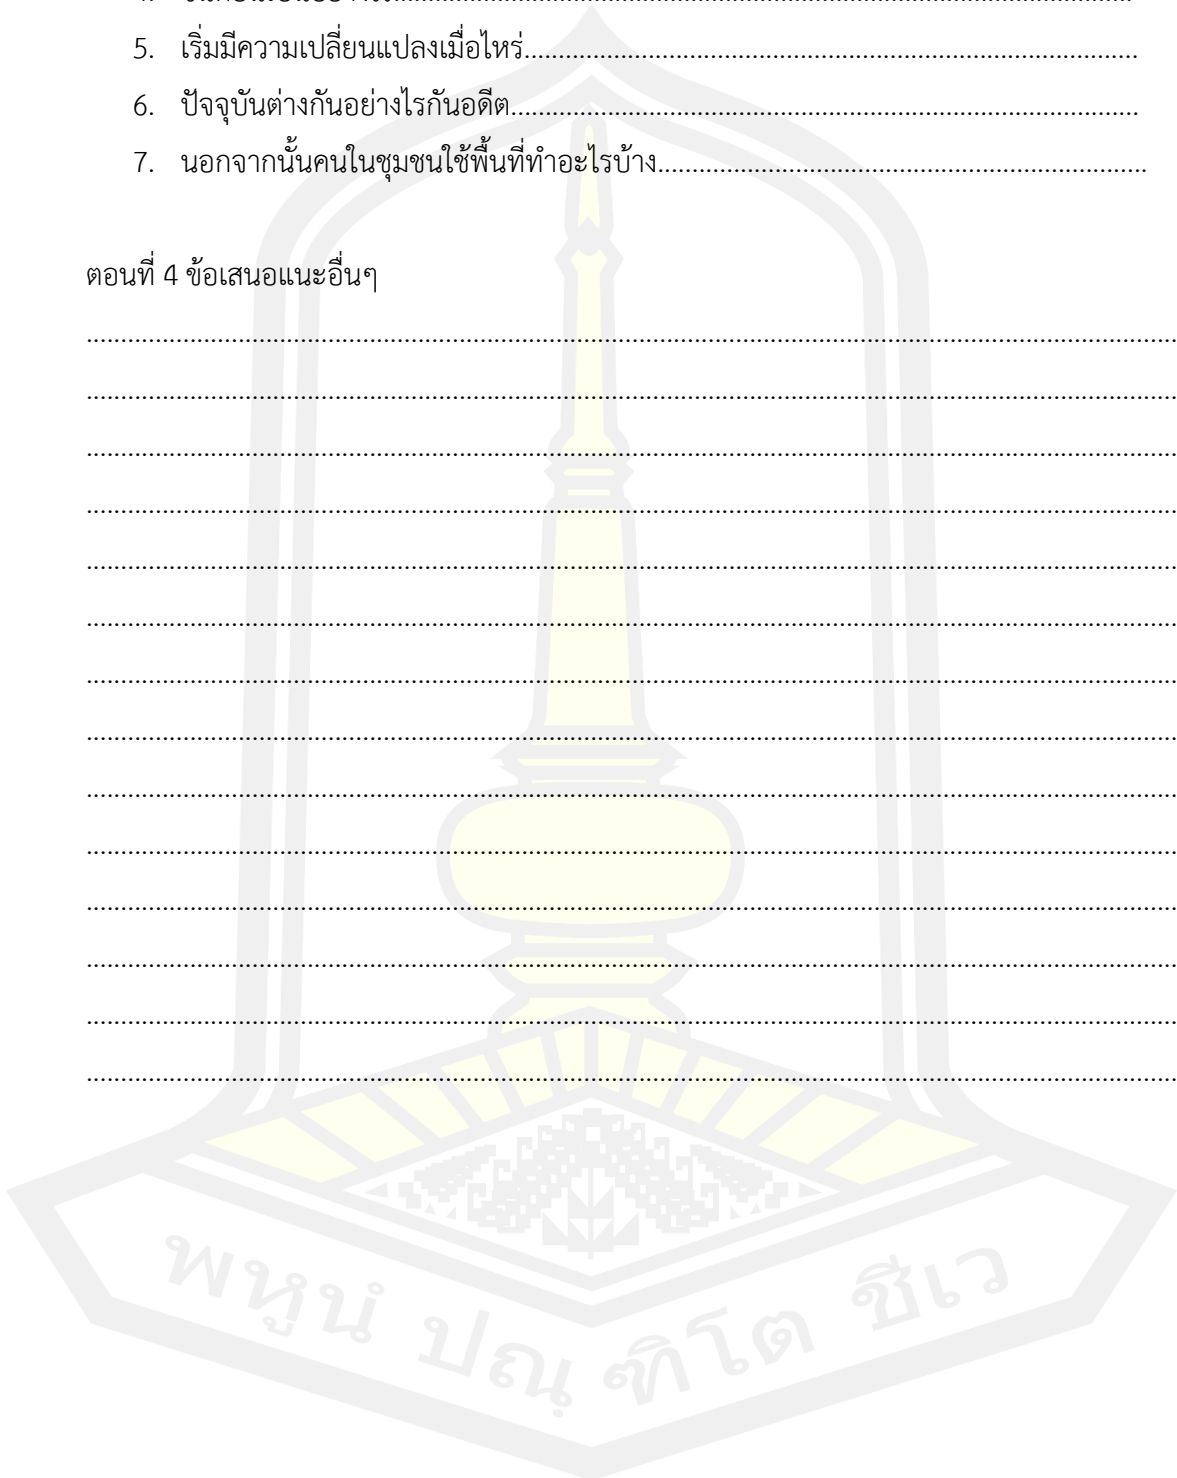 5. เริ่มมีความเปลี่ยนแปลงเมื่อไหร่........................................................................................
6. ปัจจุบันต่างกันอย่างไรกันอดีต..........................................................................................
7. นอกจากนั้นคนในชุมชนใช้พื้นที่ทำอะไรบ้าง......................................................................
ตอนที่ 4 ข้อเสนอแนะอื่นๆ
..............................................................................................................................................................
..............................................................................................................................................................
..............................................................................................................................................................
..............................................................................................................................................................
..............................................................................................................................................................
..............................................................................................................................................................
..............................................................................................................................................................
..............................................................................................................................................................
..............................................................................................................................................................
..............................................................................................................................................................
..............................................................................................................................................................
..............................................................................................................................................................
..............................................................................................................................................................
..............................................................................................................................................................
พหูนํ ปณฺฑิโต ชีเว